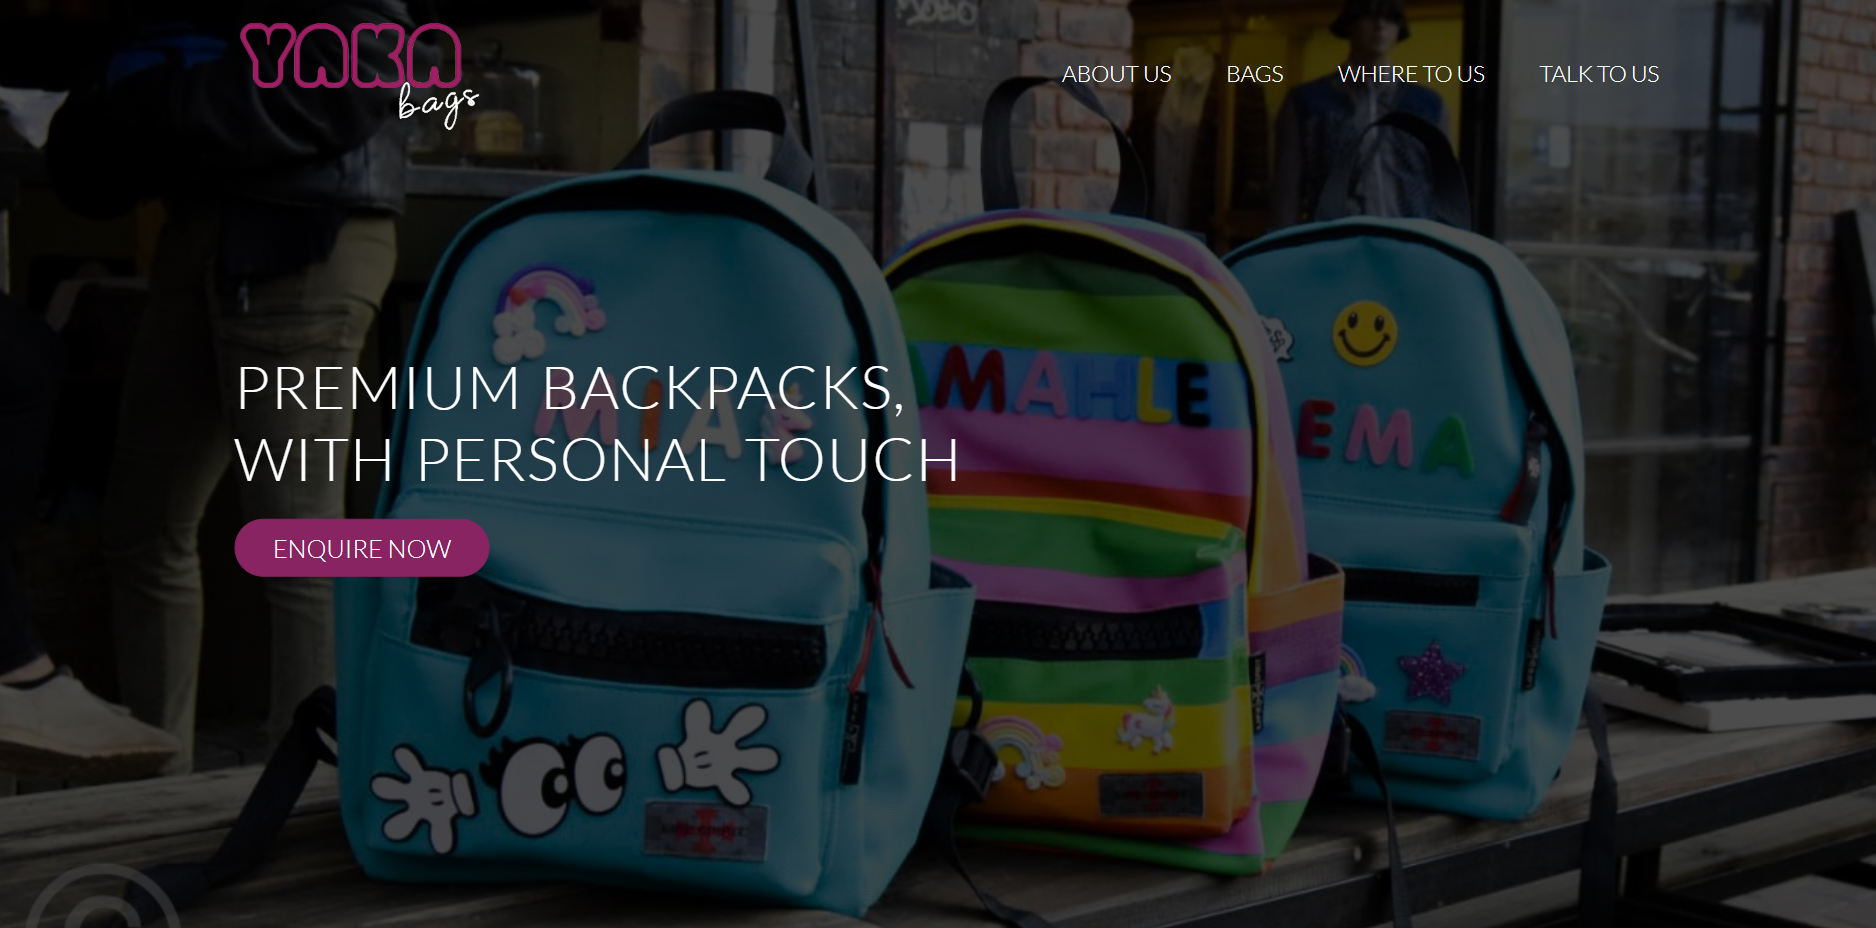 YAKA
bags
ABOUT US
BAGS
WHERE TO US
TALK TO US
PREMIUM BACKPACKS,
WITH PERSONAL TOUCH
ENQUIRE NOW
MIA
AMAHLE
EMA